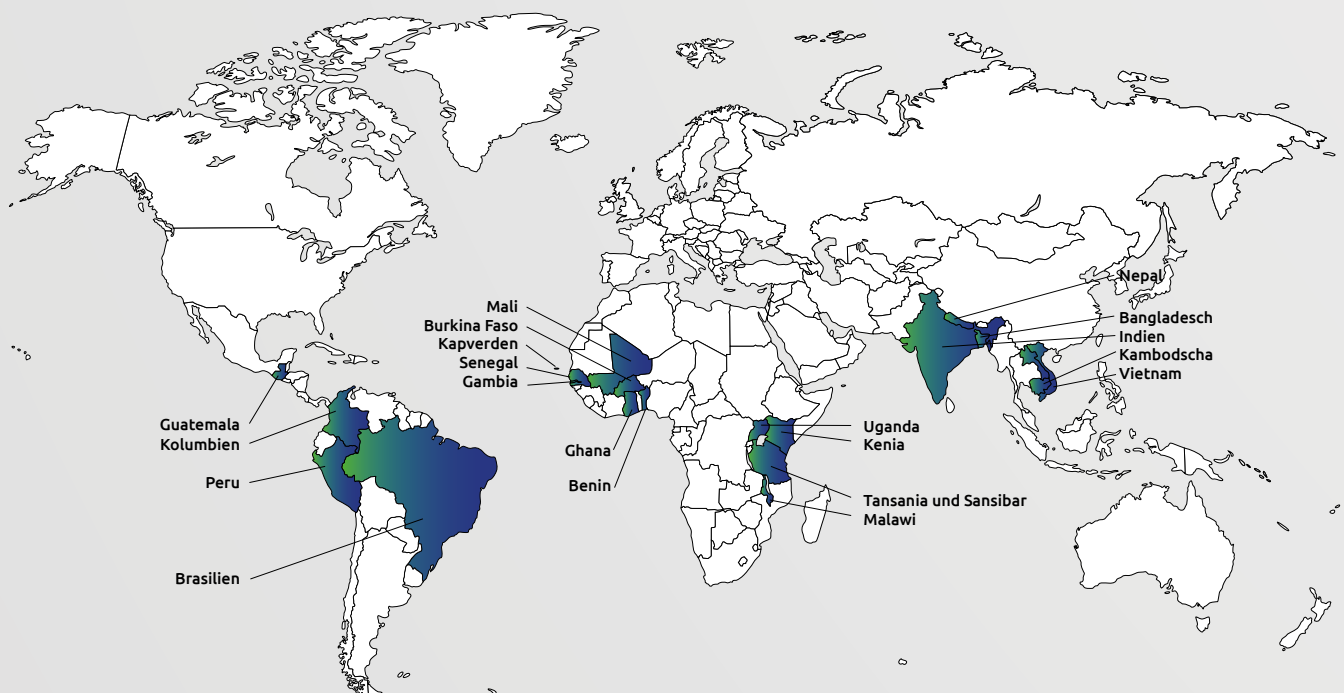 Mali
Burkina Faso
Kapverden
Senegal
Gambia
Guatemala
Kolumbien
Peru
Brasilien
Ghana
Benin
Uganda
Kenia
Tansania und Sansibar
Malawi
Nepal
Bangladesch
Indien
Kambodscha
Vietnam